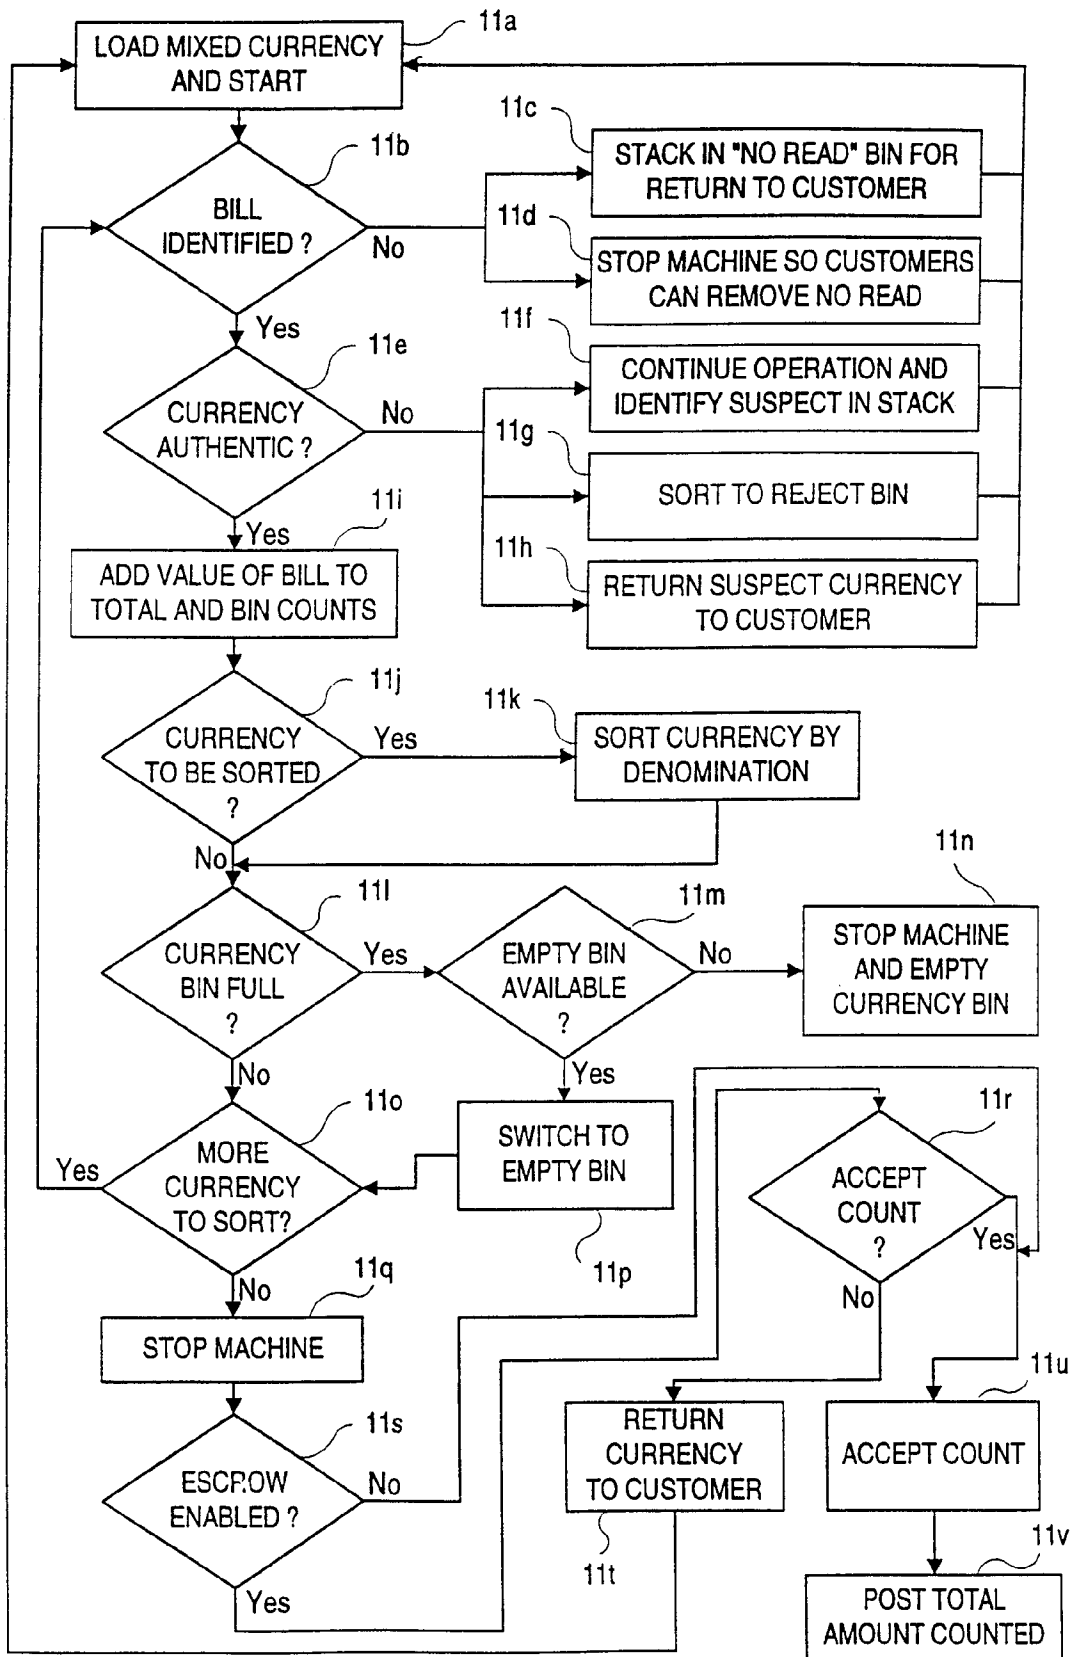 11a
LOAD MIXED CURRENCY
AND START
11b
BILL
IDENTIFIED ?
No
Yes
11c
STACK IN "NO READ" BIN FOR
RETURN TO CUSTOMER
11d
STOP MACHINE SO CUSTOMERS
CAN REMOVE NO READ
11e
CURRENCY
AUTHENTIC ?
No
Yes
11f
CONTINUE OPERATION AND
IDENTIFY SUSPECT IN STACK
11g
SORT TO REJECT BIN
11h
RETURN SUSPECT CURRENCY
TO CUSTOMER
11i
ADD VALUE OF BILL TO
TOTAL AND BIN COUNTS
11j
CURRENCY
TO BE SORTED
?
Yes
No
11k
SORT CURRENCY BY
DENOMINATION
11l
CURRENCY
BIN FULL
?
Yes
No
11m
EMPTY BIN
AVAILABLE
?
No
Yes
11n
STOP MACHINE
AND EMPTY
CURRENCY BIN
11o
MORE
CURRENCY
TO SORT?
Yes
No
SWITCH TO
EMPTY BIN
11p
11r
ACCEPT
COUNT
?
Yes
No
11q
STOP MACHINE
11s
ESCROW
ENABLED ?
No
Yes
RETURN
CURRENCY
TO CUSTOMER
11t
11u
ACCEPT COUNT
11v
POST TOTAL
AMOUNT COUNTED